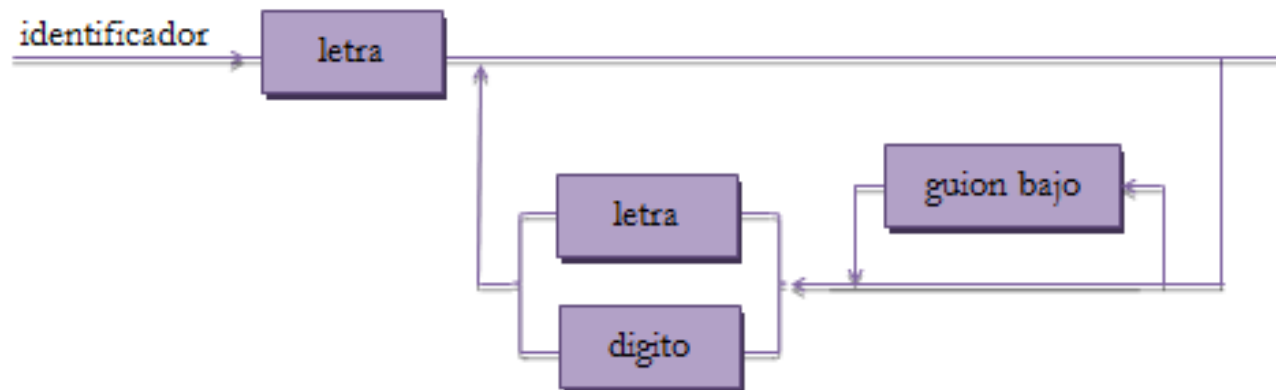 identificador
letra
guion bajo
letra
digito